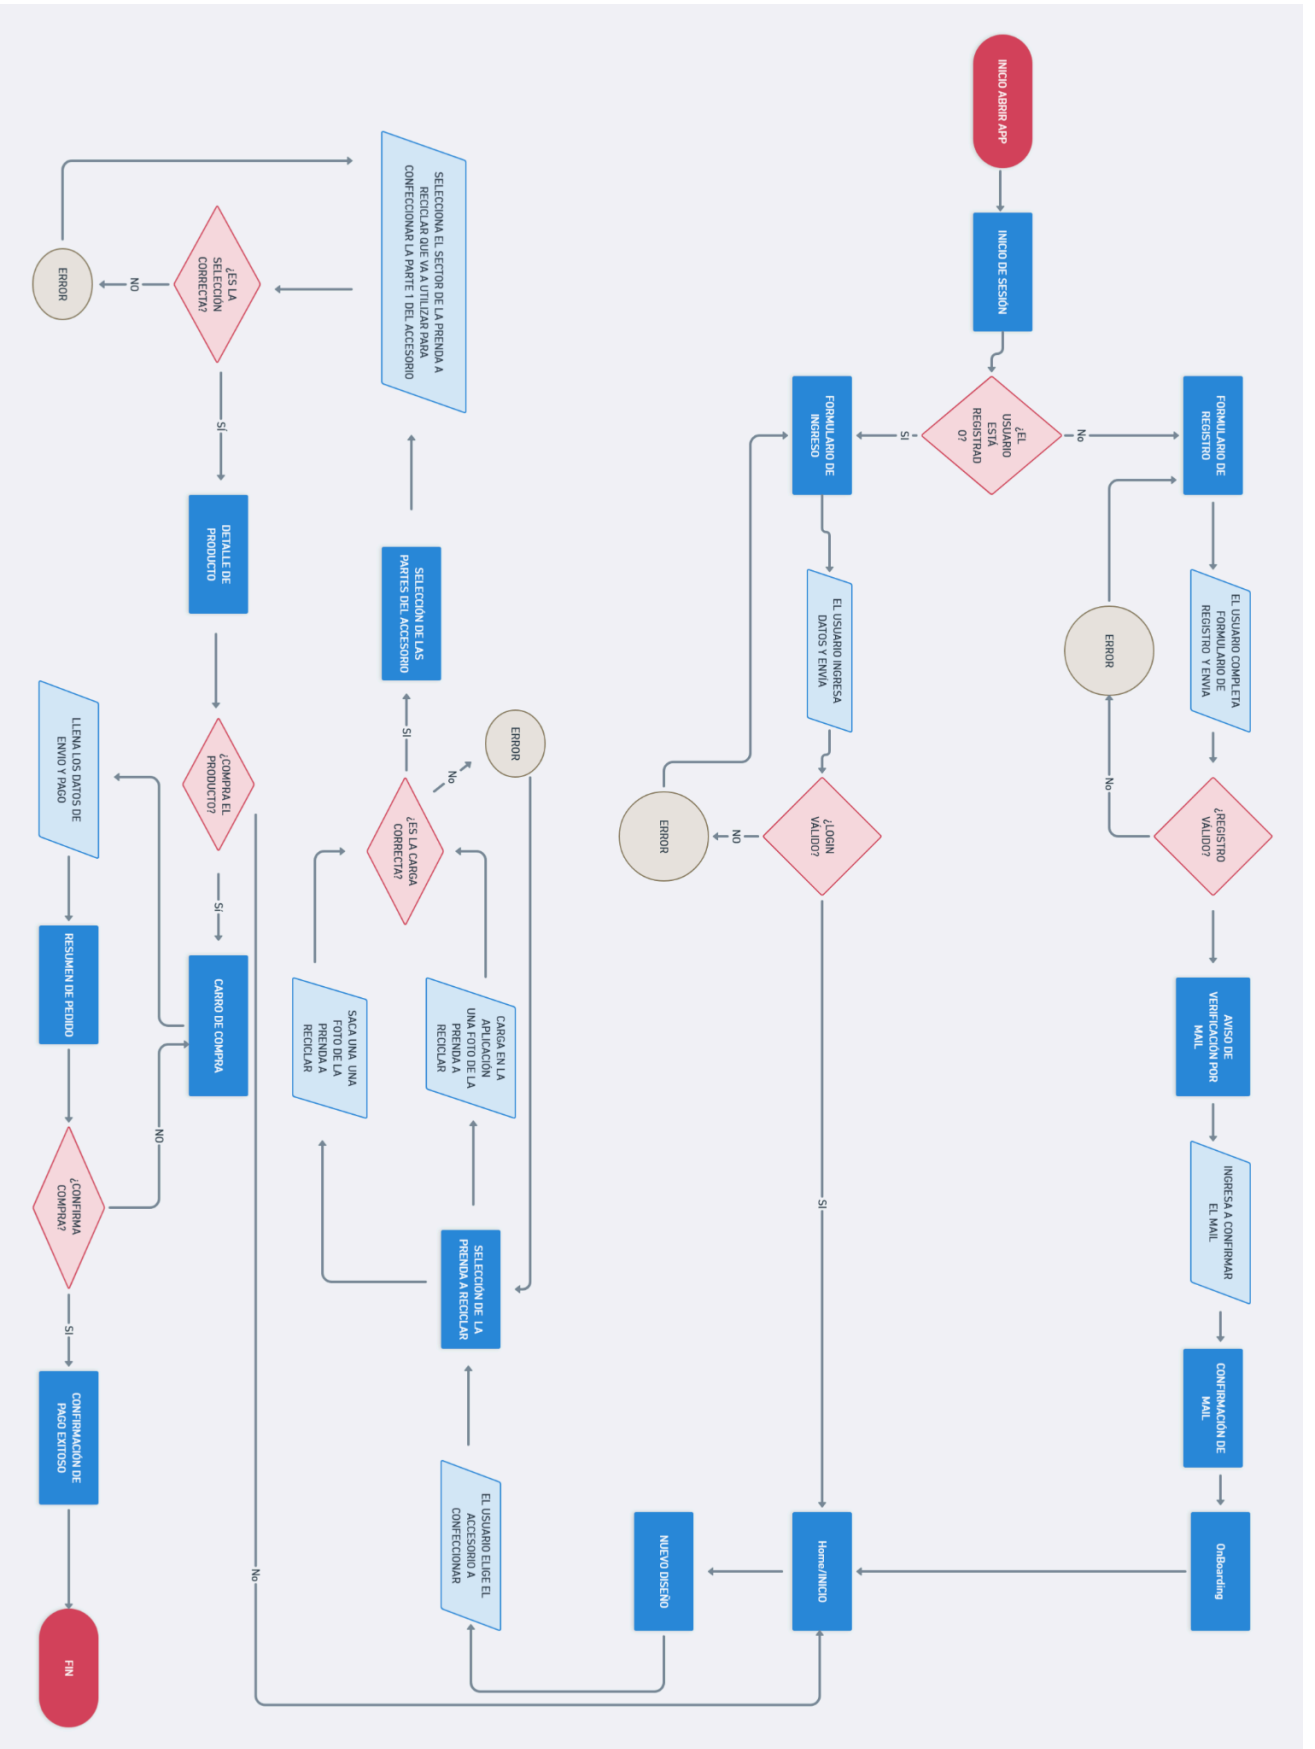 INICIO ABRIR APP
INICIO DE SESIÓN
¿EL
USUARIO
ESTÁ
REGISTRAD
O?
No
SI
FORMULARIO DE
REGISTRO
EL USUARIO COMPLETA
FORMULARIO DE
REGISTRO Y ENVIA
¿REGISTRO
VÁLIDO?
No
ERROR
AVISO DE
VERIFICACIÓN POR
MAIL
INGRESA A CONFIRMAR
EL MAIL
CONFIRMACIÓN DE
MAIL
OnBoarding
FORMULARIO DE
INGRESO
EL USUARIO INGRESA
DATOS Y ENVÍA
¿LOGIN
VÁLIDO?
NO
ERROR
SI
Home/INICIO
NUEVO DISEÑO
EL USUARIO ELIGE EL
ACCESORIO A
CONFECCIONAR
SELECCIÓN DE LA
PRENDA A RECICLAR
CARGA EN LA
APLICACIÓN
UNA FOTO DE LA
PRENDA A
RECICLAR
SACA UNA UNA
FOTO DE LA
PRENDA A
RECICLAR
¿ES LA CARGA
CORRECTA?
No
ERROR
SI
SELECCIÓN DE LAS
PARTES DEL ACCESORIO
SELECCIONA EL SECTOR DE LA PRENDA A
RECICLAR QUE VA A UTILIZAR PARA
CONFECCIONAR LA PARTE 1 DEL ACCESORIO
¿ES LA
SELECCIÓN
CORRECTA?
NO
ERROR
SÍ
DETALLE DE
PRODUCTO
¿COMPRA EL
PRODUCTO?
No
Sí
CARRO DE COMPRA
LLENA LOS DATOS DE
ENVIO Y PAGO
RESUMEN DE PEDIDO
¿CONFIRMA
COMPRA?
NO
SI
CONFIRMACIÓN DE
PAGO EXITOSO
FIN